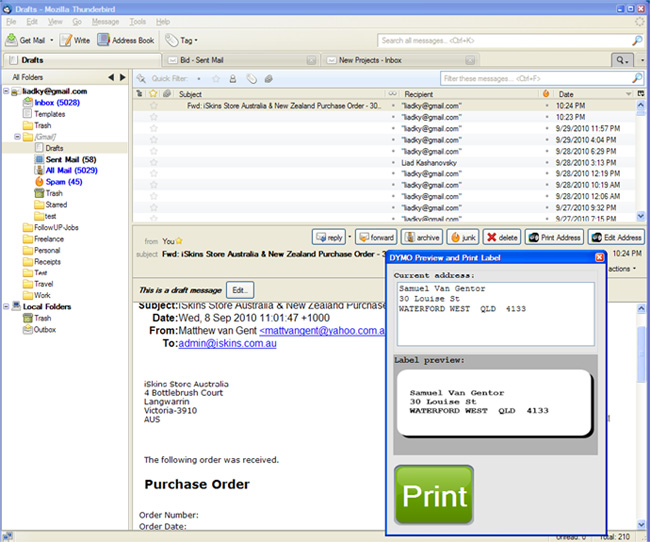 Drafts - Mozilla Thunderbird
File Edit View Go Message Tools Help
Get Mail Write Address Book Tag
Search all messages... <Ctrl+K>
Drafts Bid - Sent Mail New Projects - Inbox
All Folders
Quick Filter:
Filter these messages... <Ctrl+F>
liadky@gmail.com
Inbox (5028)
Templates
Trash
[Gmail]
Drafts
Sent Mail (58)
All Mail (5029)
Spam (45)
Trash
Starred
test
FollowUP-Jobs
Freelance
Personal
Receipts
Travel
Work
Local Folders
Trash
Outbox
Subject Recipient Date
Fwd: iSkins Store Australia & New Zealand Purchase Order - 30... "liadky@gmail.com" 10:24 PM
"liadky@gmail.com" 10:23 PM
"liadky@gmail.com" 9/29/2010 11:57 PM
"liadky@gmail.com" 9/29/2010 4:04 PM
"liadky@gmail.com" 9/28/2010 6:29 PM
Liad Kashanovsky 9/28/2010 3:13 PM
"liadky@gmail.com" 9/28/2010 12:19 PM
"liadky@gmail.com" 9/28/2010 10:19 AM
"liadky@gmail.com" 9/28/2010 12:06 AM
"liadky@gmail.com" 9/27/2010 9:32 PM
"liadky@gmail.com" 9/27/2010 7:15 PM
reply forward archive junk delete Print Address Edit Address
from You
subject Fwd: iSkins Store Australia & New Zealand Purchase Order - 30
10:24 PM
actions
This is a draft message Edit...
Subject: iSkins Store Australia & New Zealand Purchase
Date: Wed, 8 Sep 2010 11:01:47 +1000
From: Matthew van Gent <mattvangent@yahoo.com.a
To: admin@iskins.com.au
iSkins Store Australia
4 Bottlebrush Court
Langwarrin
Victoria-3910
AUS
The following order was received.
Purchase Order
Order Number:
Order Date:
DYMO Preview and Print Label
Current address:
Samuel Van Gentor
30 Louise St
WATERFORD WEST QLD 4133
Label preview:
Samuel Van Gentor
30 Louise St
WATERFORD WEST QLD 4133
Print
Unread: 0 Total: 210